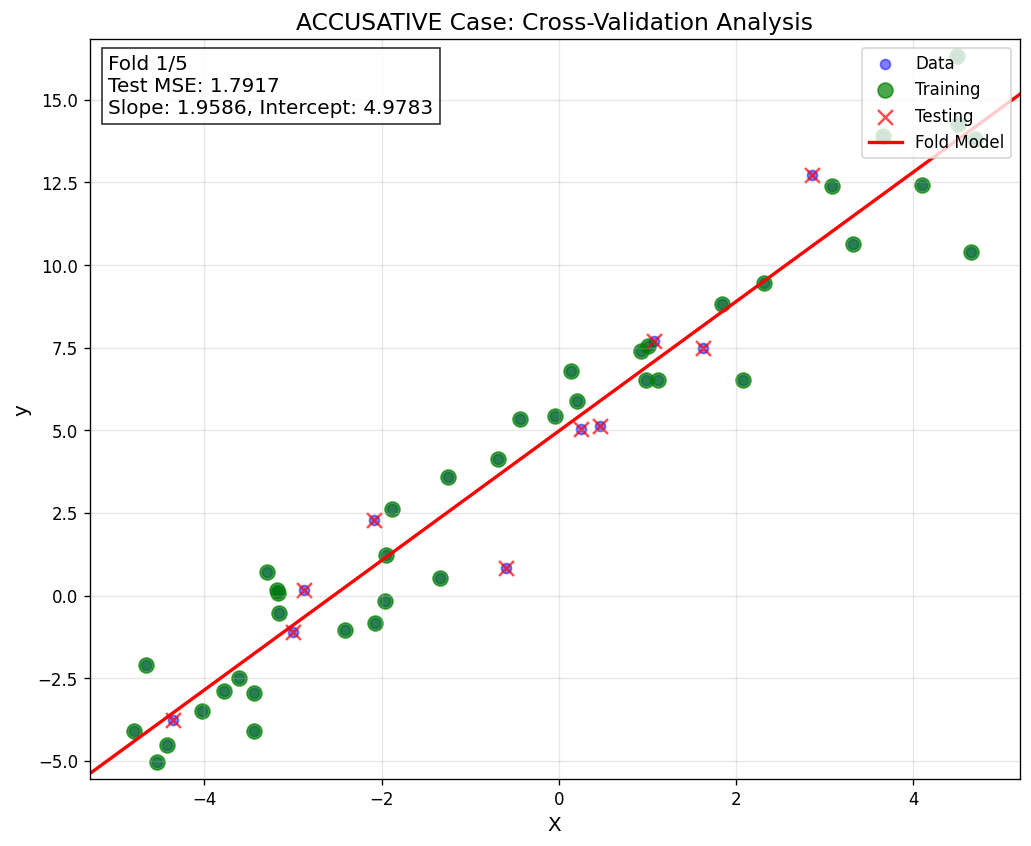 ACCUSATIVE Case: Cross-Validation Analysis
Fold 1/5
Test MSE: 1.7917
Slope: 1.9586, Intercept: 4.9783
Data
Training
Testing
Fold Model
15.0
12.5
10.0
7.5
5.0
2.5
0.0
−2.5
−5.0
y
−4
−2
0
2
4
X